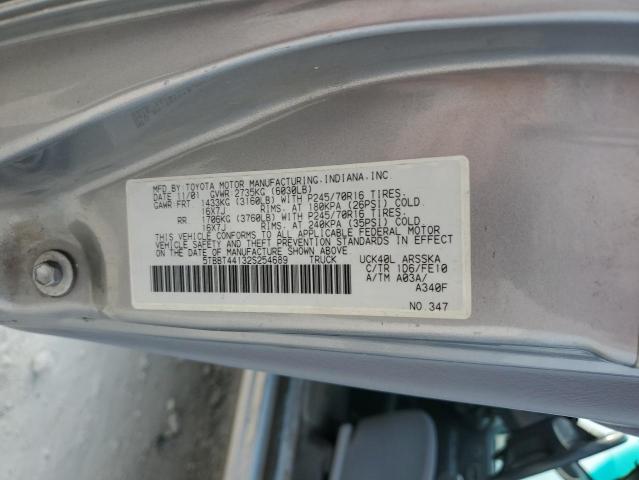 MFD.BY:TOYOTA MOTOR MANUFACTURING.INDIANA.INC
DATE 11/01 GVWR 2735KG (6030LB)
GAWR FRT 1433KG (3160LB) WITH P245/70R16 TIRES.
16X7J RIMS. AT 180KPA (26PSI) COLD.
RR 1706KG (3760LB) WITH P245/70R16 TIRES.
16X7J RIMS. AT 240KPA (35PSI) COLD.
THIS VEHICLE CONFORMS TO ALL APPLICABLE FEDERAL MOTOR
VEHICLE SAFETY STANDARDS IN EFFECT ON THE
DATE OF MANUFACTURE SHOWN ABOVE.
5TBBT44132S254689 TRUCK
UCK40L ARSSKA
C/TR 1D6/FE10
A/TM A03A/
A340F
NO.347